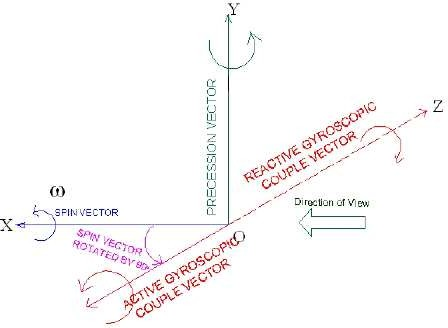 Y
PRECESSION VECTOR
Z
REACTIVE GYROSCOPIC
COUPLE VECTOR
ω
SPIN VECTOR
Direction of View
X
O
SPIN VECTOR
ROTATED BY 90°
ACTIVE GYROSCOPIC
COUPLE VECTOR